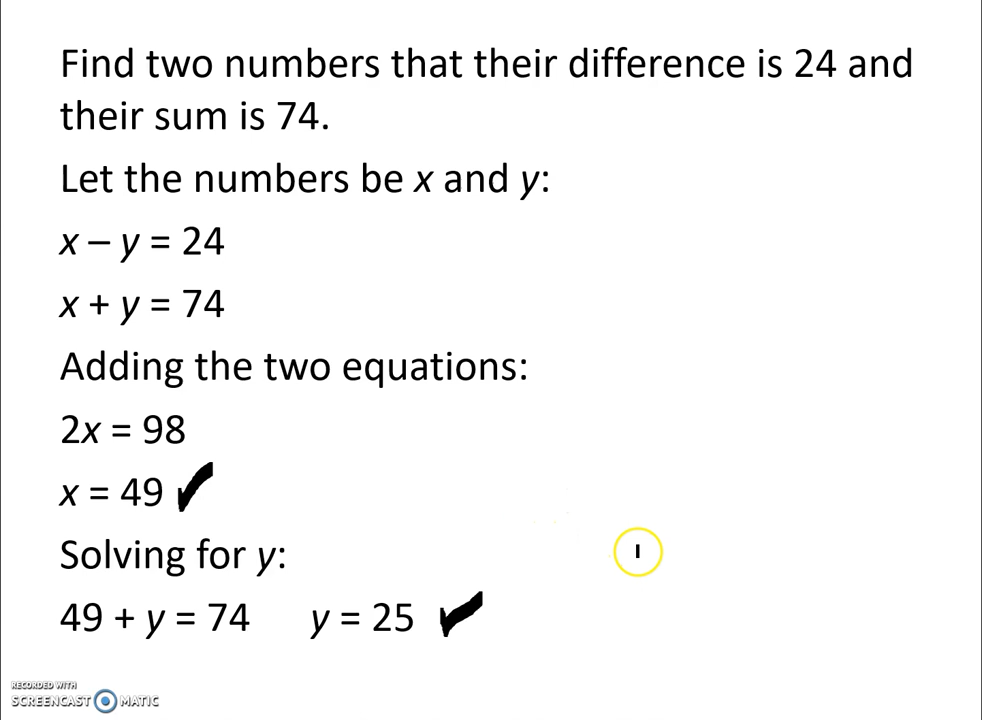 Find two numbers that their difference is 24 and
their sum is 74.
Let the numbers be x and y:
x – y = 24
x + y = 74
Adding the two equations:
2x = 98
x = 49 ✔
Solving for y:
49 + y = 74 y = 25 ✔
RECORDED WITH
SCREENCAST MATIC